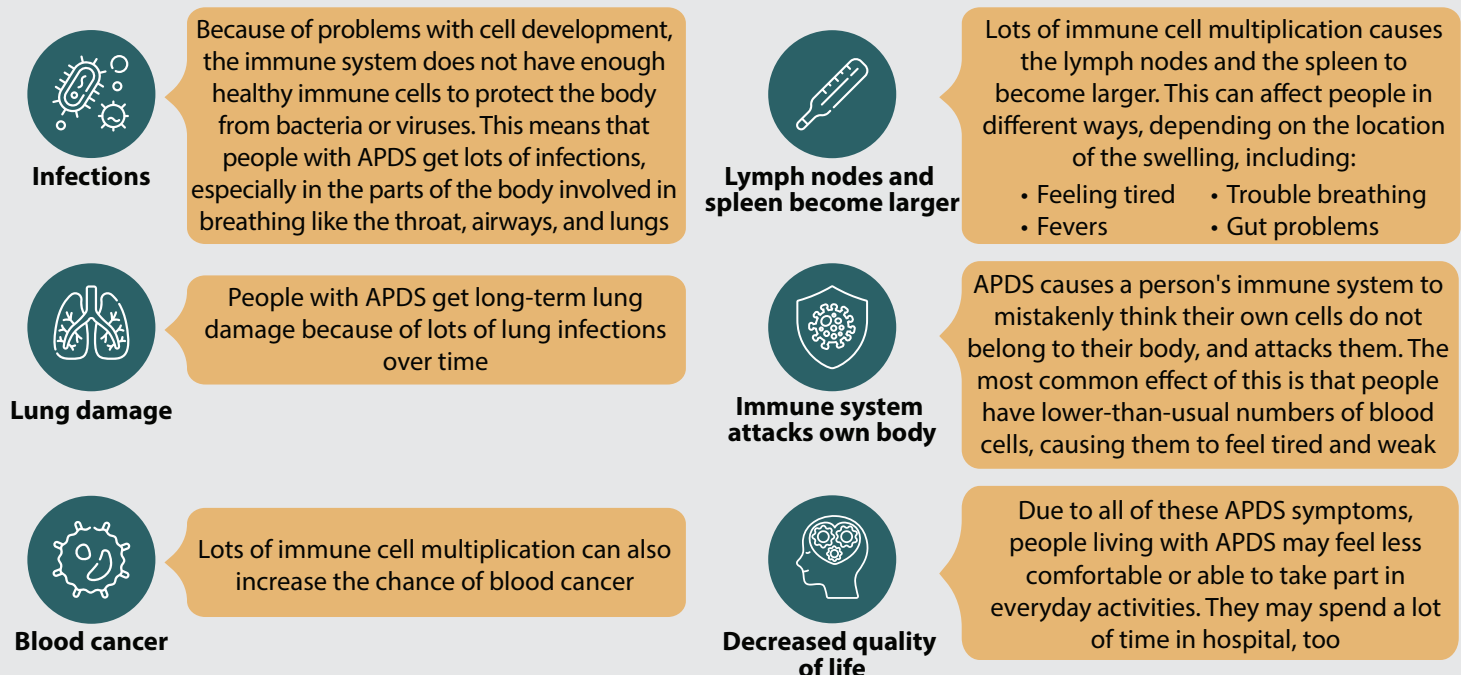 Infections
Because of problems with cell development,
the immune system does not have enough
healthy immune cells to protect the body
from bacteria or viruses. This means that
people with APDS get lots of infections,
especially in the parts of the body involved in
breathing like the throat, airways, and lungs
Lymph nodes and
spleen become larger
Lots of immune cell multiplication causes
the lymph nodes and the spleen to
become larger. This can affect people in
different ways, depending on the location
of the swelling, including:
• Feeling tired • Trouble breathing
• Fevers • Gut problems
Lung damage
People with APDS get long-term lung
damage because of lots of lung infections
over time
Immune system
attacks own body
APDS causes a person's immune system to
mistakenly think their own cells do not
belong to their body, and attacks them. The
most common effect of this is that people
have lower-than-usual numbers of blood
cells, causing them to feel tired and weak
Blood cancer
Lots of immune cell multiplication can also
increase the chance of blood cancer
Decreased quality
of life
Due to all of these APDS symptoms,
people living with APDS may feel less
comfortable or able to take part in
everyday activities. They may spend a lot
of time in hospital, too